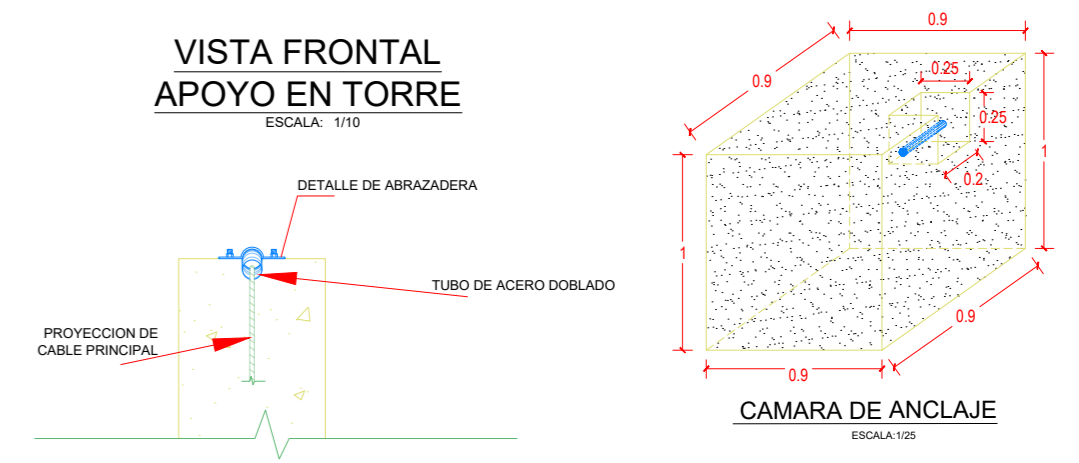 VISTA FRONTAL
APOYO EN TORRE
ESCALA: 1/10
DETALLE DE ABRAZADERA
TUBO DE ACERO DOBLADO
PROYECCION DE
CABLE PRINCIPAL
0.9
0.9
0.25
0.25
0.2
1
1
0.9
0.9
CAMARA DE ANCLAJE
ESCALA:1/25